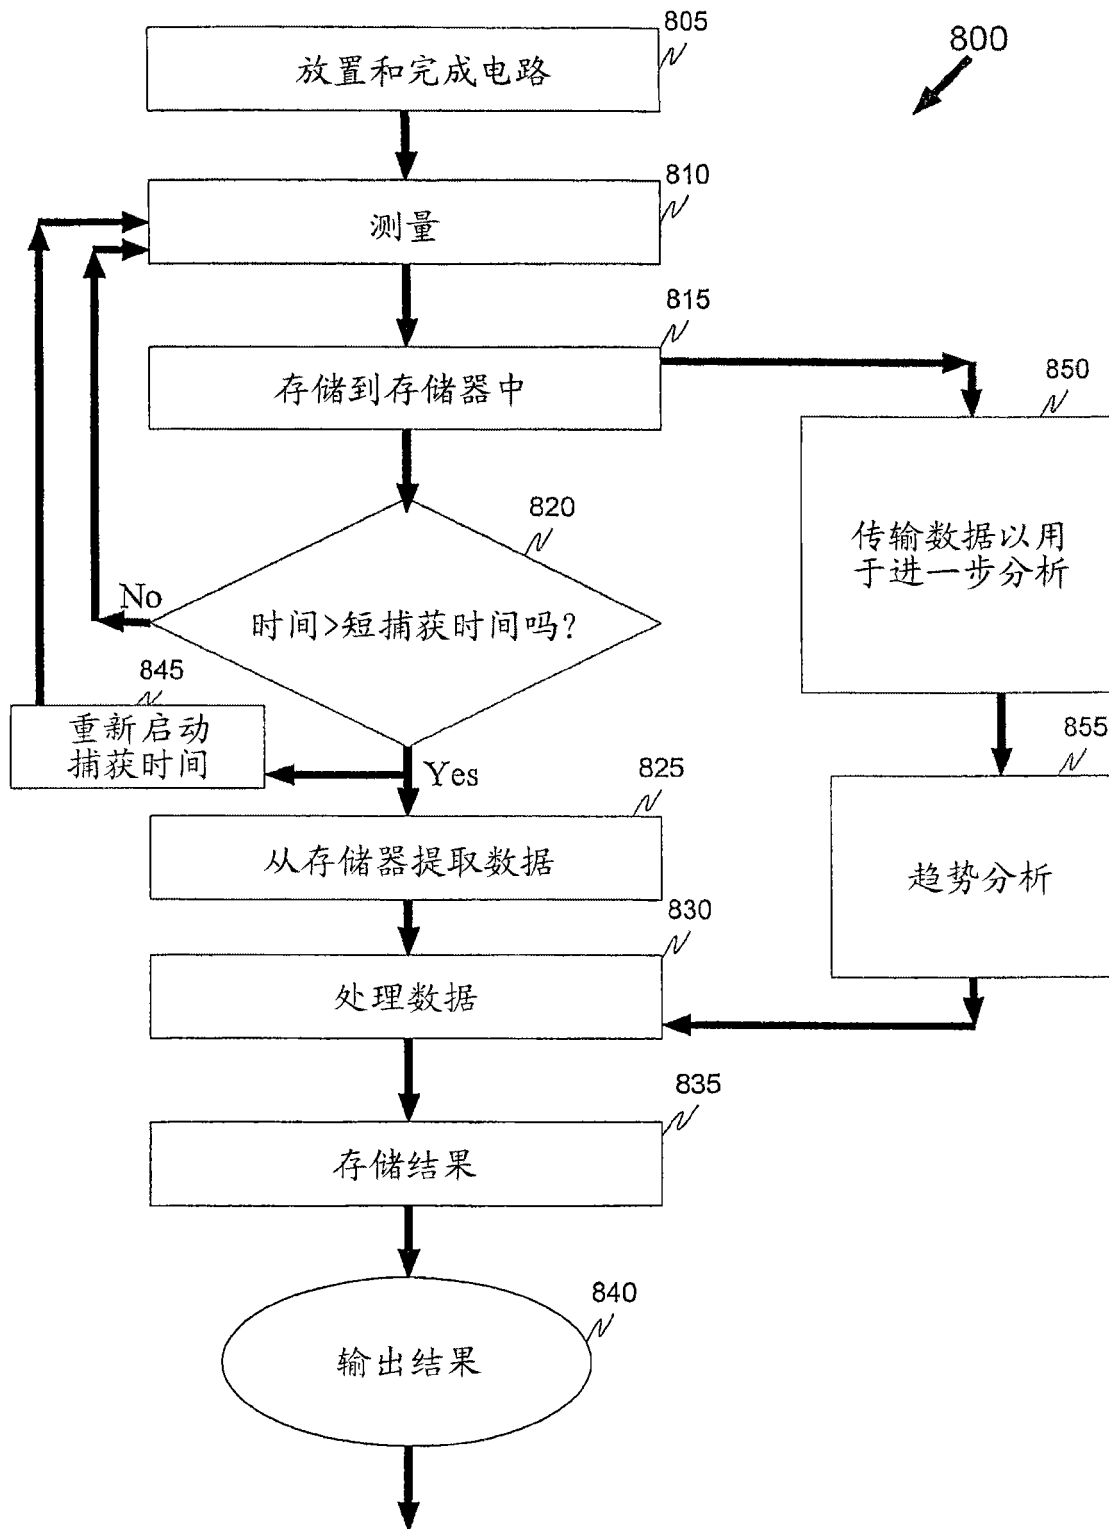 805
800
放置和完成电路
810
测量
815
存储到存储器中
850
传输数据以用
于进一步分析
820
时间>短捕获时间吗?
No
845
重新启动
捕获时间
Yes
855
趋势分析
825
从存储器提取数据
830
处理数据
835
存储结果
840
输出结果